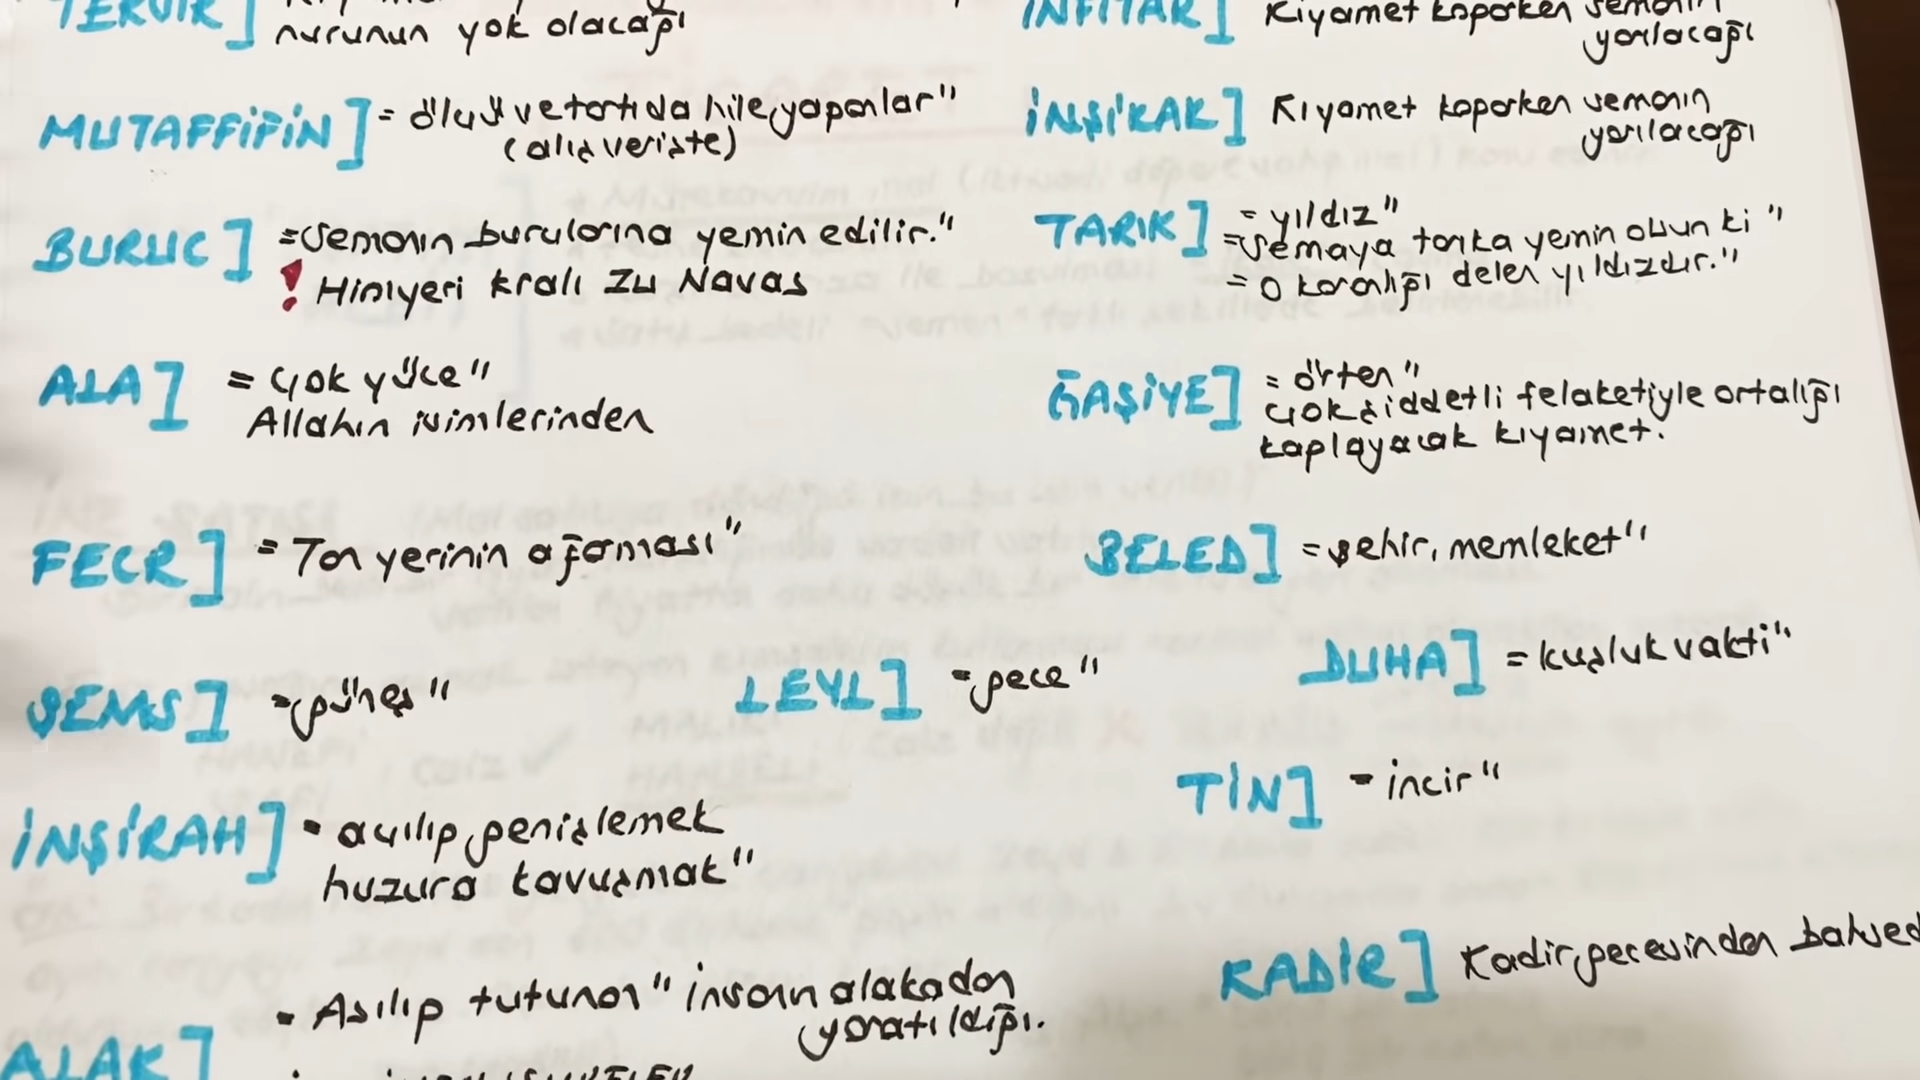 TEKVİR]
nurunun yok olacağı
İNFİTAR] Kıyamet koparken semanın
yarılacağı
MUTAFFİFİN] = ölçü ve tartıda hile yapanlar"
(alışverişte)
İNŞİKAK] Kıyamet koparken semanın
yarılacağı
BURUC] = semanın burçlarına yemin edilir."
! Himyeri kralı Zu Navas
TARIK] = yıldız"
= semaya tarıka yemin olsun ki"
= O karanlığı delen yıldızdır."
ALA] = çok yüce"
Allahın isimlerinden
ĞAŞİYE] = örten"
çok şiddetli felaketiyle ortalığı
kaplayacak kıyamet.
FECR] = Tan yerinin ağarması"
BELED] = şehir, memleket"
ŞEMS] = güneş"
LEYL] = gece"
DUHA] = kuşluk vakti"
İNŞİRAH] = açılıp genişlemek
huzura kavuşmak"
TİN] = incir"
KADİR] Kadir gecesinden bahsed
ALAK] = Asılıp tutunan" insanın alakadan
yaratıldığı.